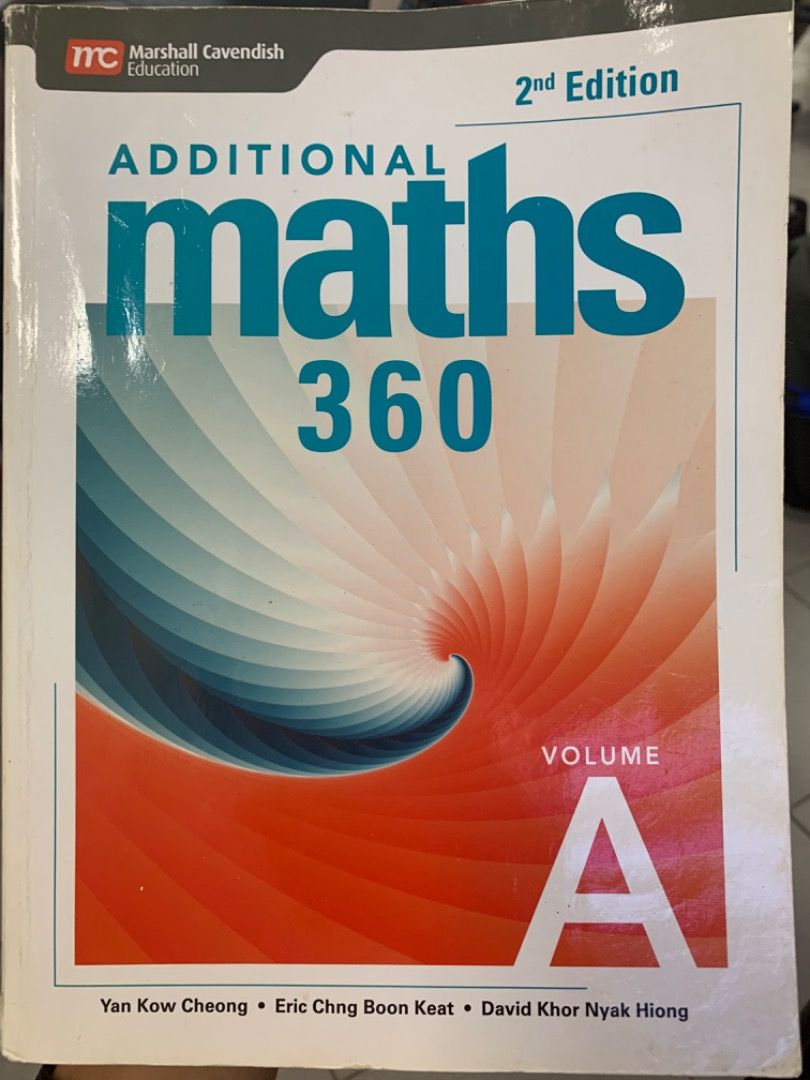 mc Marshall Cavendish
Education
2nd Edition
ADDITIONAL
maths
360
VOLUME
A
Yan Kow Cheong • Eric Chng Boon Keat • David Khor Nyak Hiong